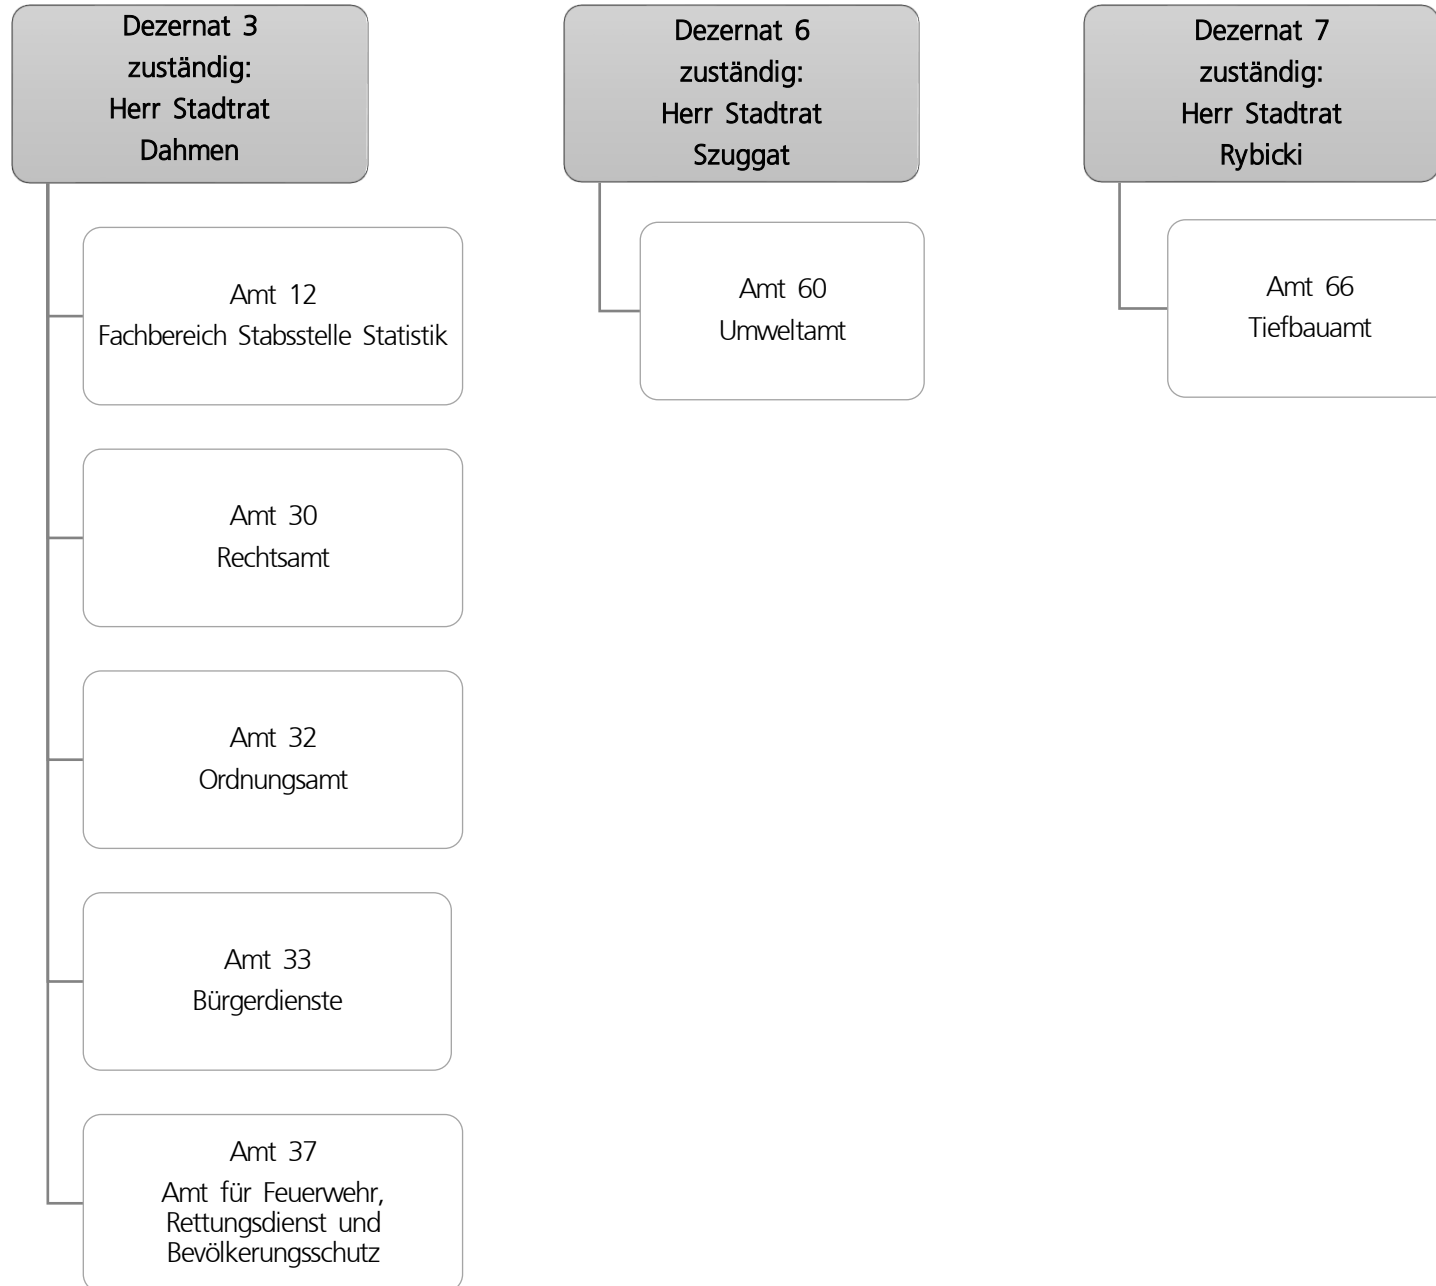 Dezernat 3
zuständig:
Herr Stadtrat
Dahmen
Amt 12
Fachbereich Stabsstelle Statistik
Amt 30
Rechtsamt
Amt 32
Ordnungsamt
Amt 33
Bürgerdienste
Amt 37
Amt für Feuerwehr,
Rettungsdienst und
Bevölkerungsschutz
Dezernat 6
zuständig:
Herr Stadtrat
Szuggat
Amt 60
Umweltamt
Dezernat 7
zuständig:
Herr Stadtrat
Rybicki
Amt 66
Tiefbauamt